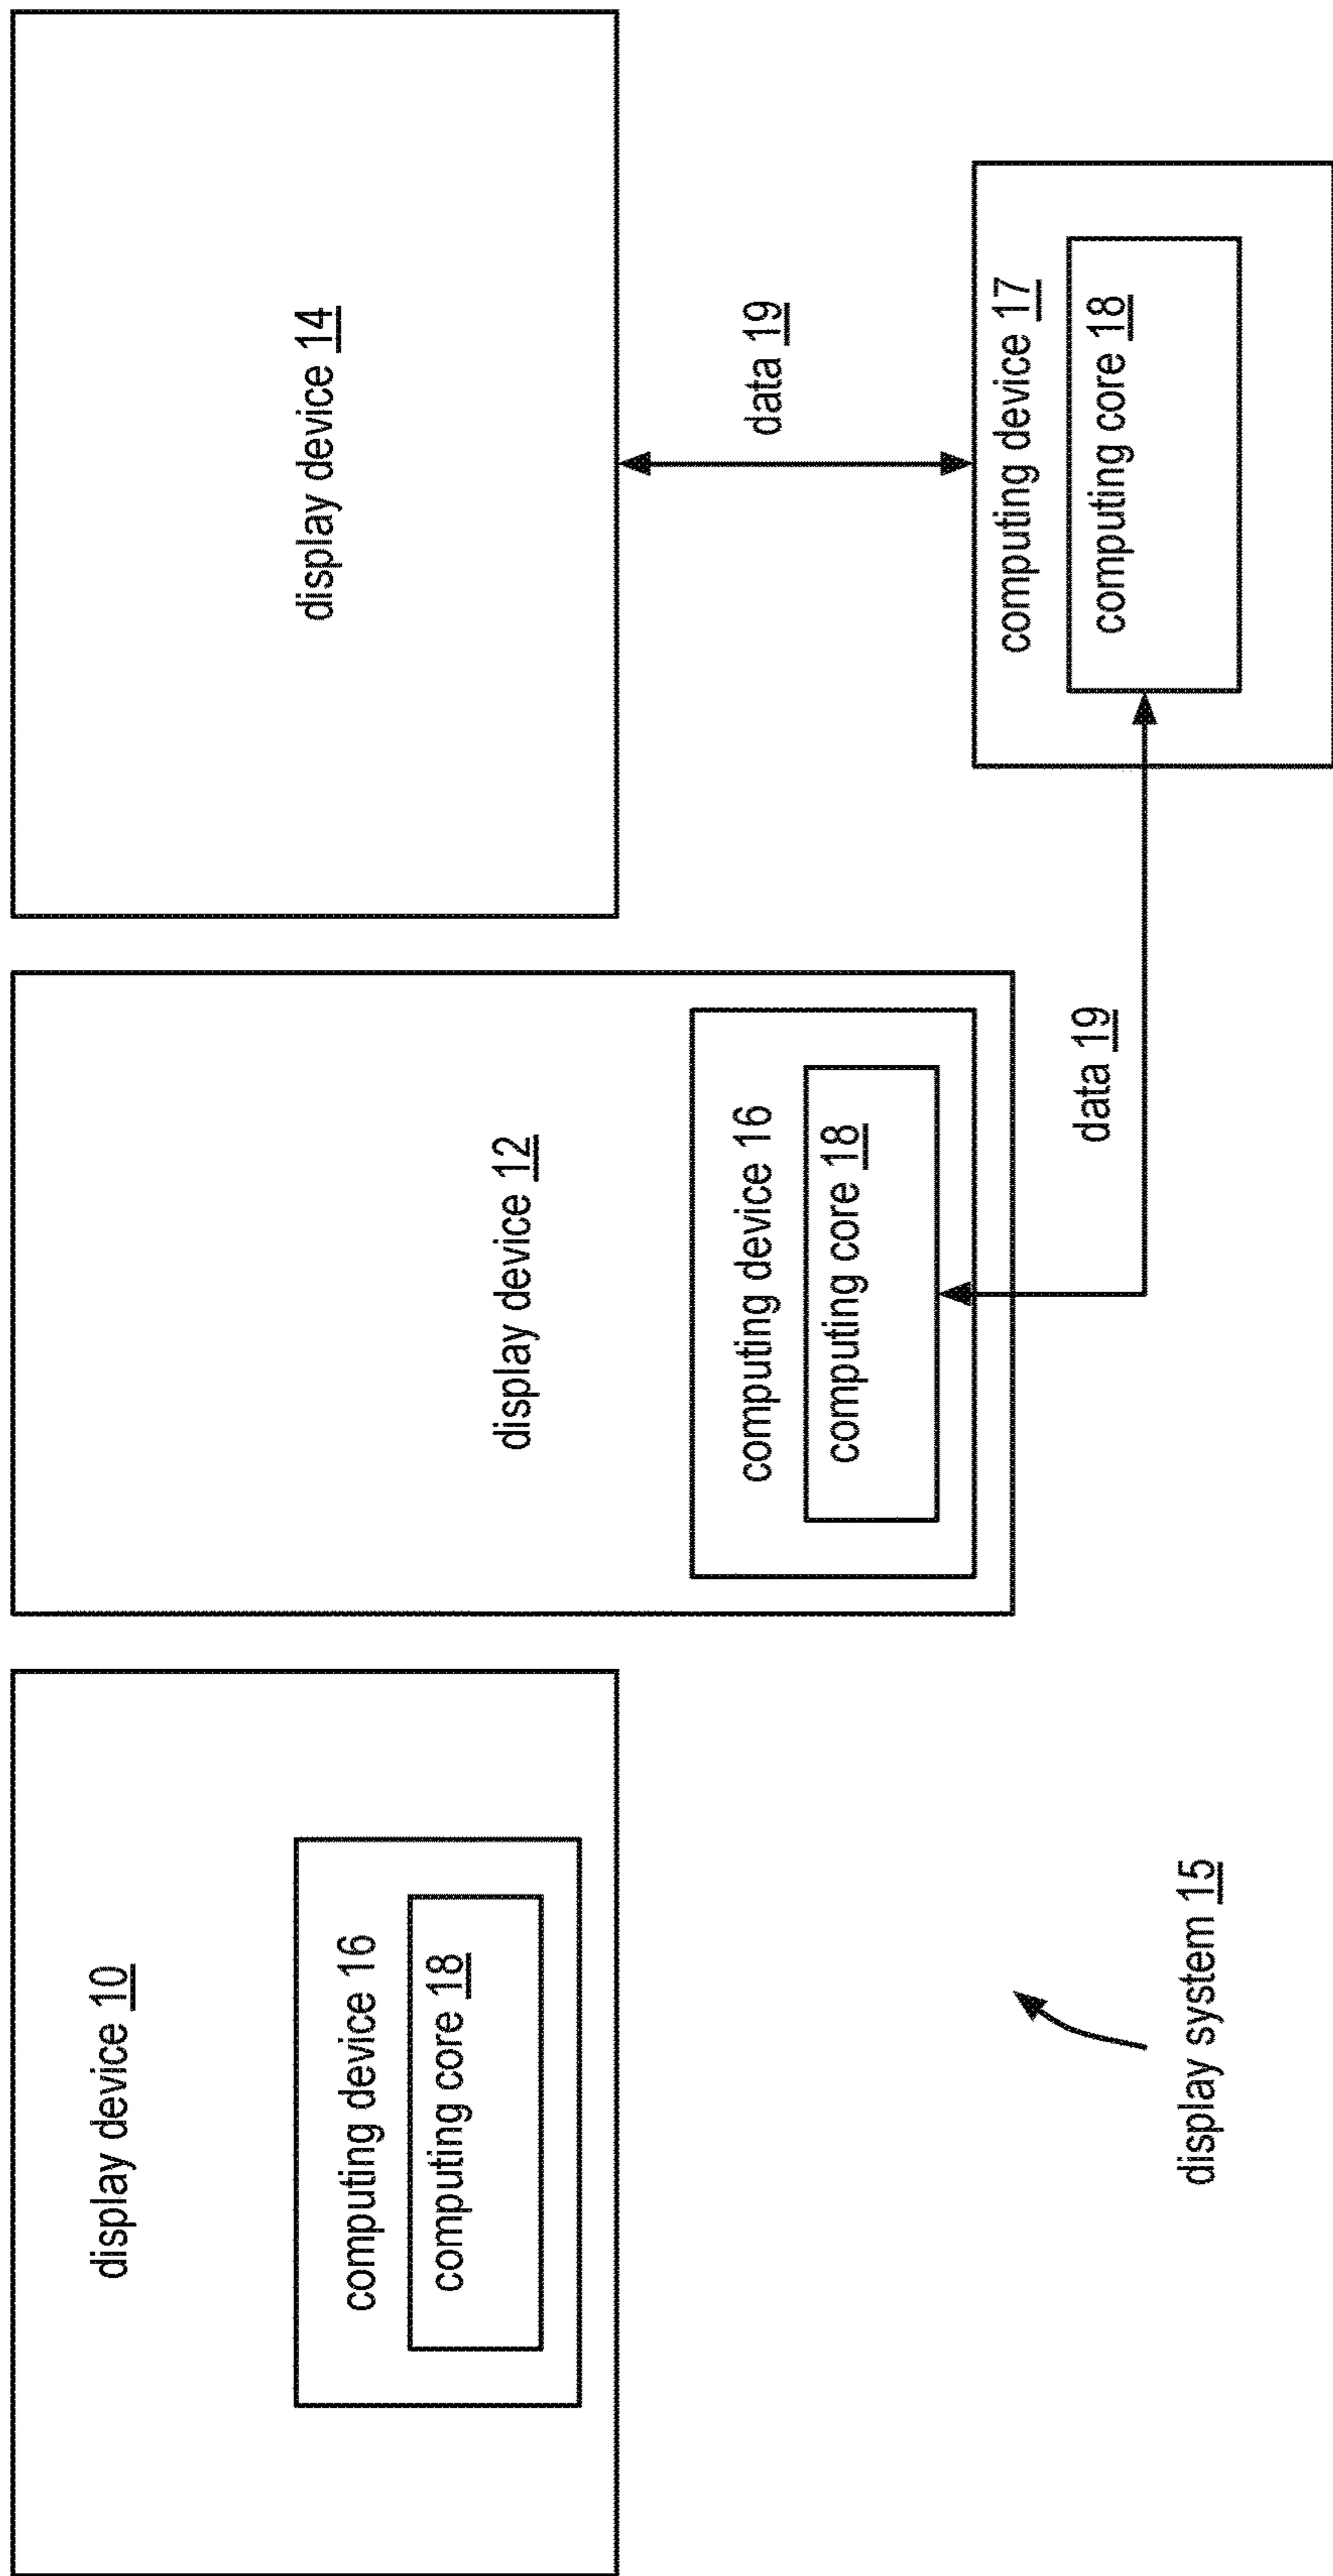 display device 10
computing device 16
computing core 18
display device 12
computing device 16
computing core 18
display device 14
data 19
data 19
computing device 17
computing core 18
display system 15